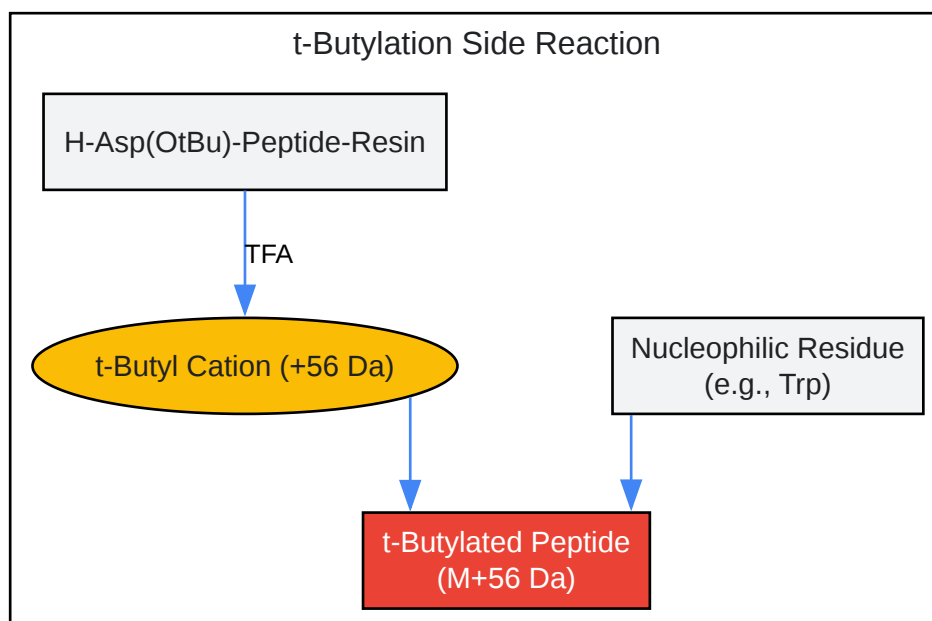 t-Butylation Side Reaction
H-Asp(OtBu)-Peptide-Resin
TFA
t-Butyl Cation (+56 Da)
Nucleophilic Residue
(e.g., Trp)
t-Butylated Peptide
(M+56 Da)